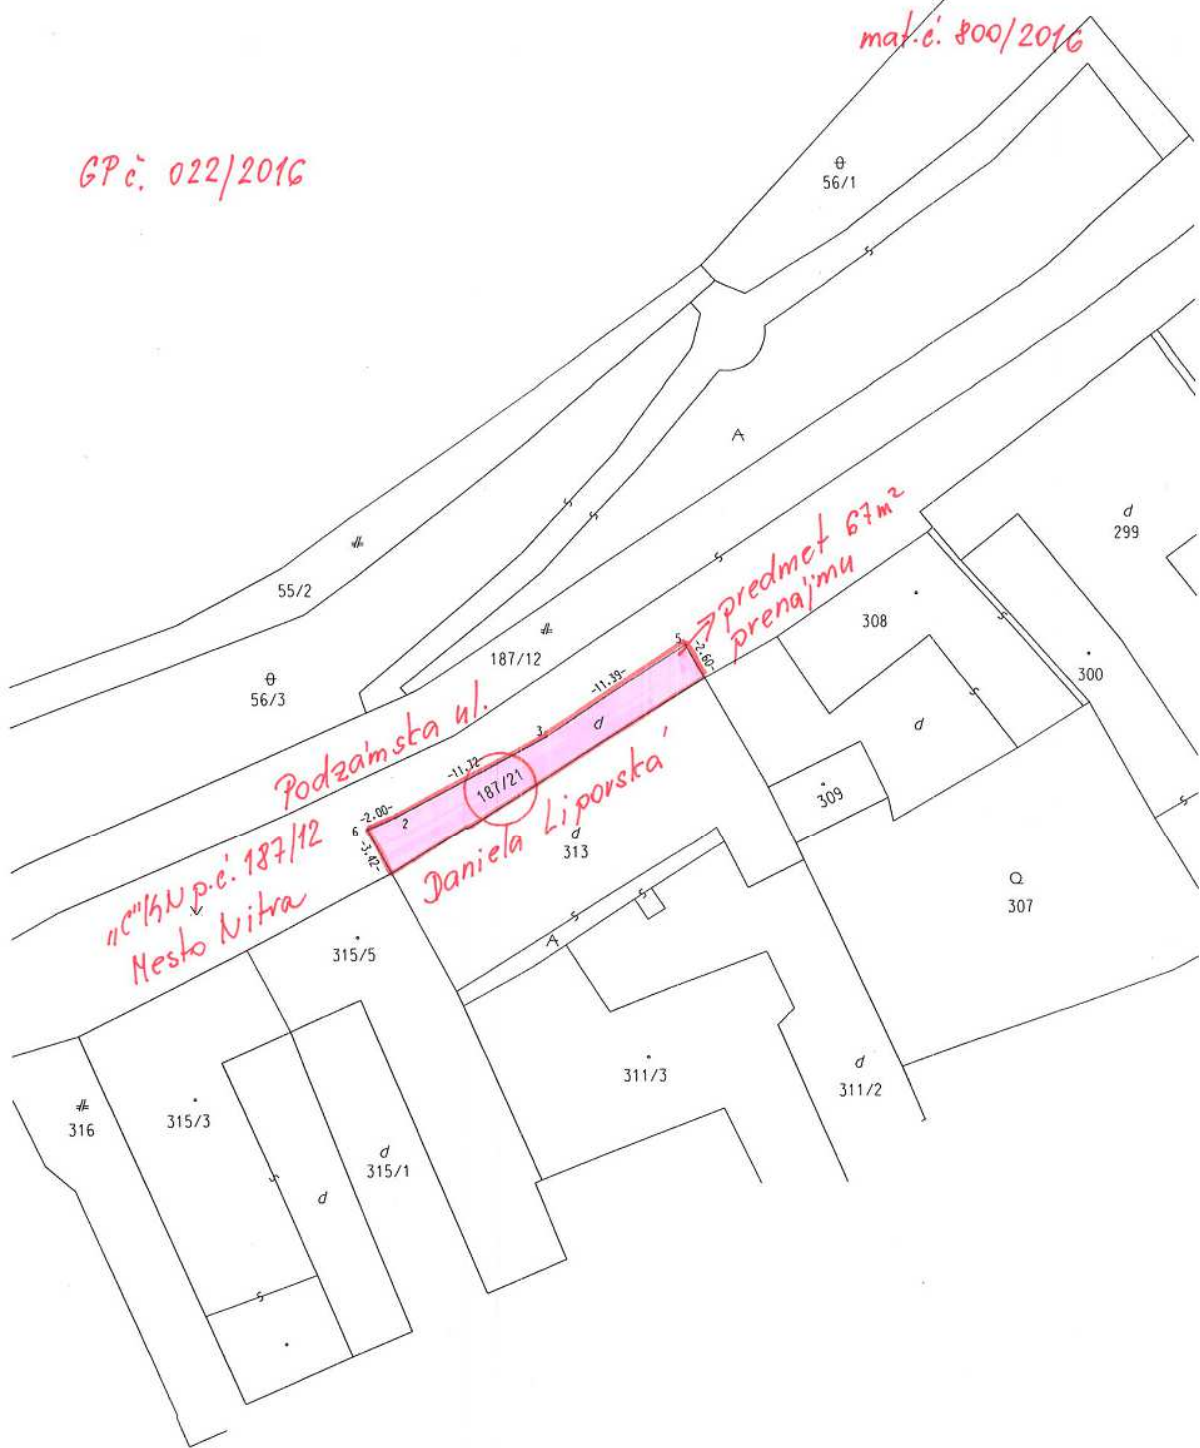 mat.č. 800/2016
GP č. 022/2016
56/1
A
predmet 67m²
prenájmu
d
299
55/2
187/12
308
56/3
300
5
-2.60-
-11.39-
3
d
d
Podzámska ul.
-11.32-
187/21
309
6
-2.00-
2
-3.42-
Daniela Liporská
d
313
"C"KN p.č. 187/12
Mesto Nitra
307
A
315/5
311/3
d
311/2
316
315/3
d
315/1
d